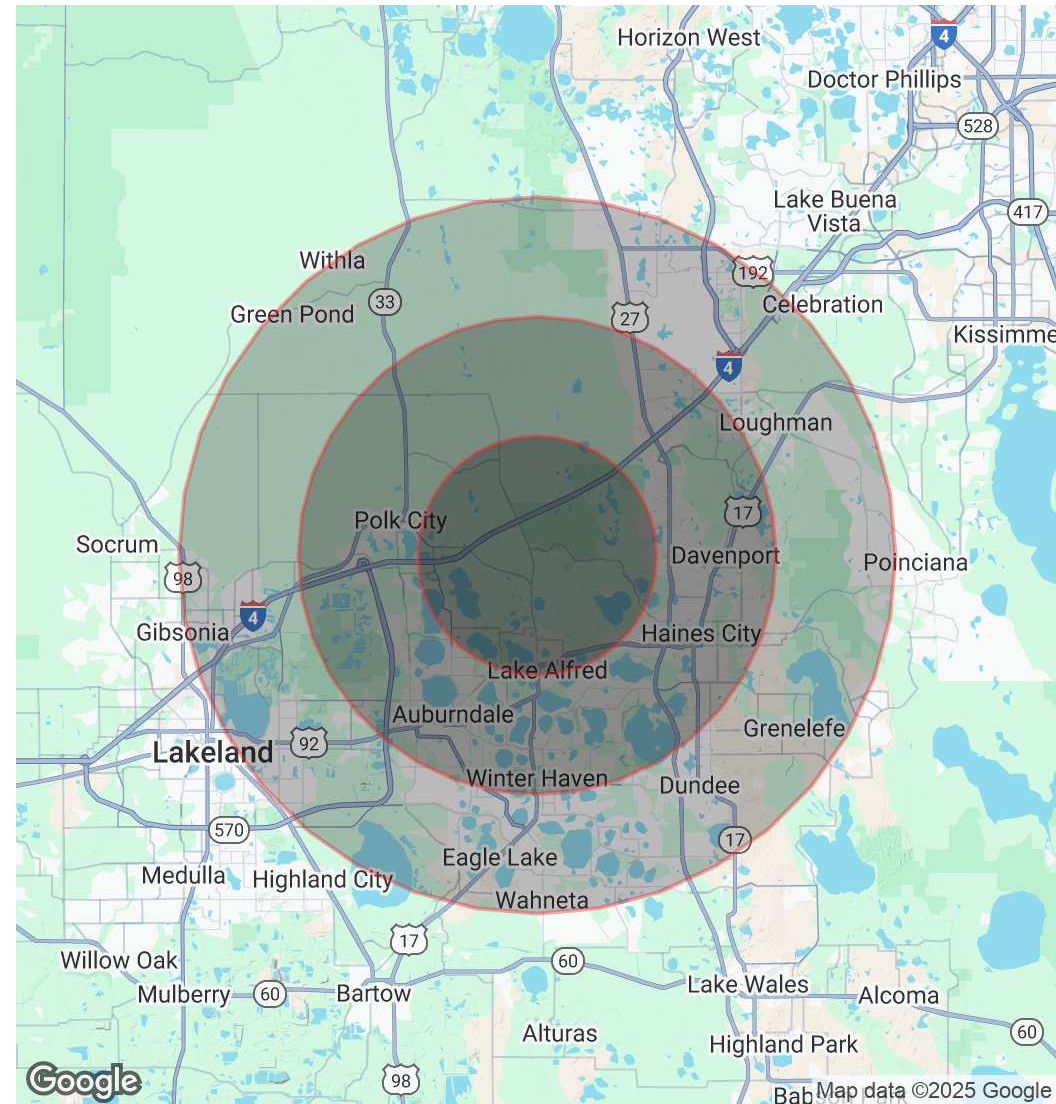 Horizon West
4
Doctor Phillips
528
Lake Buena
Vista
417
Withla
192
33
Celebration
Green Pond
27
Kissimme
4
Loughman
Polk City
17
Socrum
Davenport
Poinciana
98
4
Gibsonia
Haines City
Lake Alfred
Auburndale
Grenelefe
92
Lakeland
Winter Haven
Dundee
570
17
Eagle Lake
Medulla
Highland City
Wahneta
17
Willow Oak
60
Lake Wales
Mulberry
60
Bartow
Alcoma
Alturas
60
Highland Park
98
Google
Map data ©2025 Google